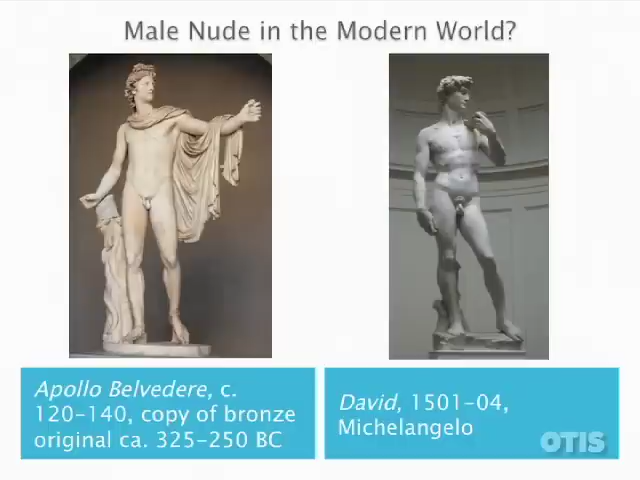 Male Nude in the Modern World?
Apollo Belvedere, c.
120-140, copy of bronze
original ca. 325-250 BC
David, 1501-04,
Michelangelo
OTIS